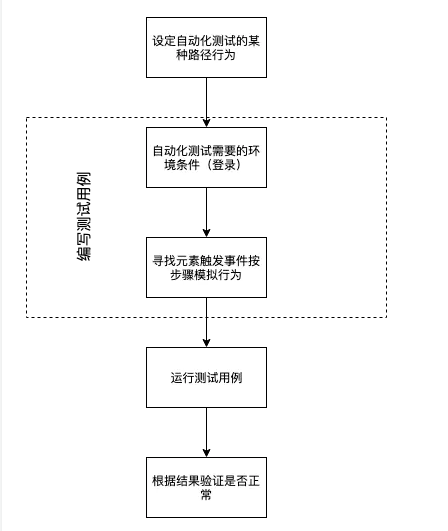 设定自动化测试的某
种路径行为
自动化测试需要的环
境条件（登录）
编写测试用例
寻找元素触发事件按
步骤模拟行为
运行测试用例
根据结果验证是否正
常